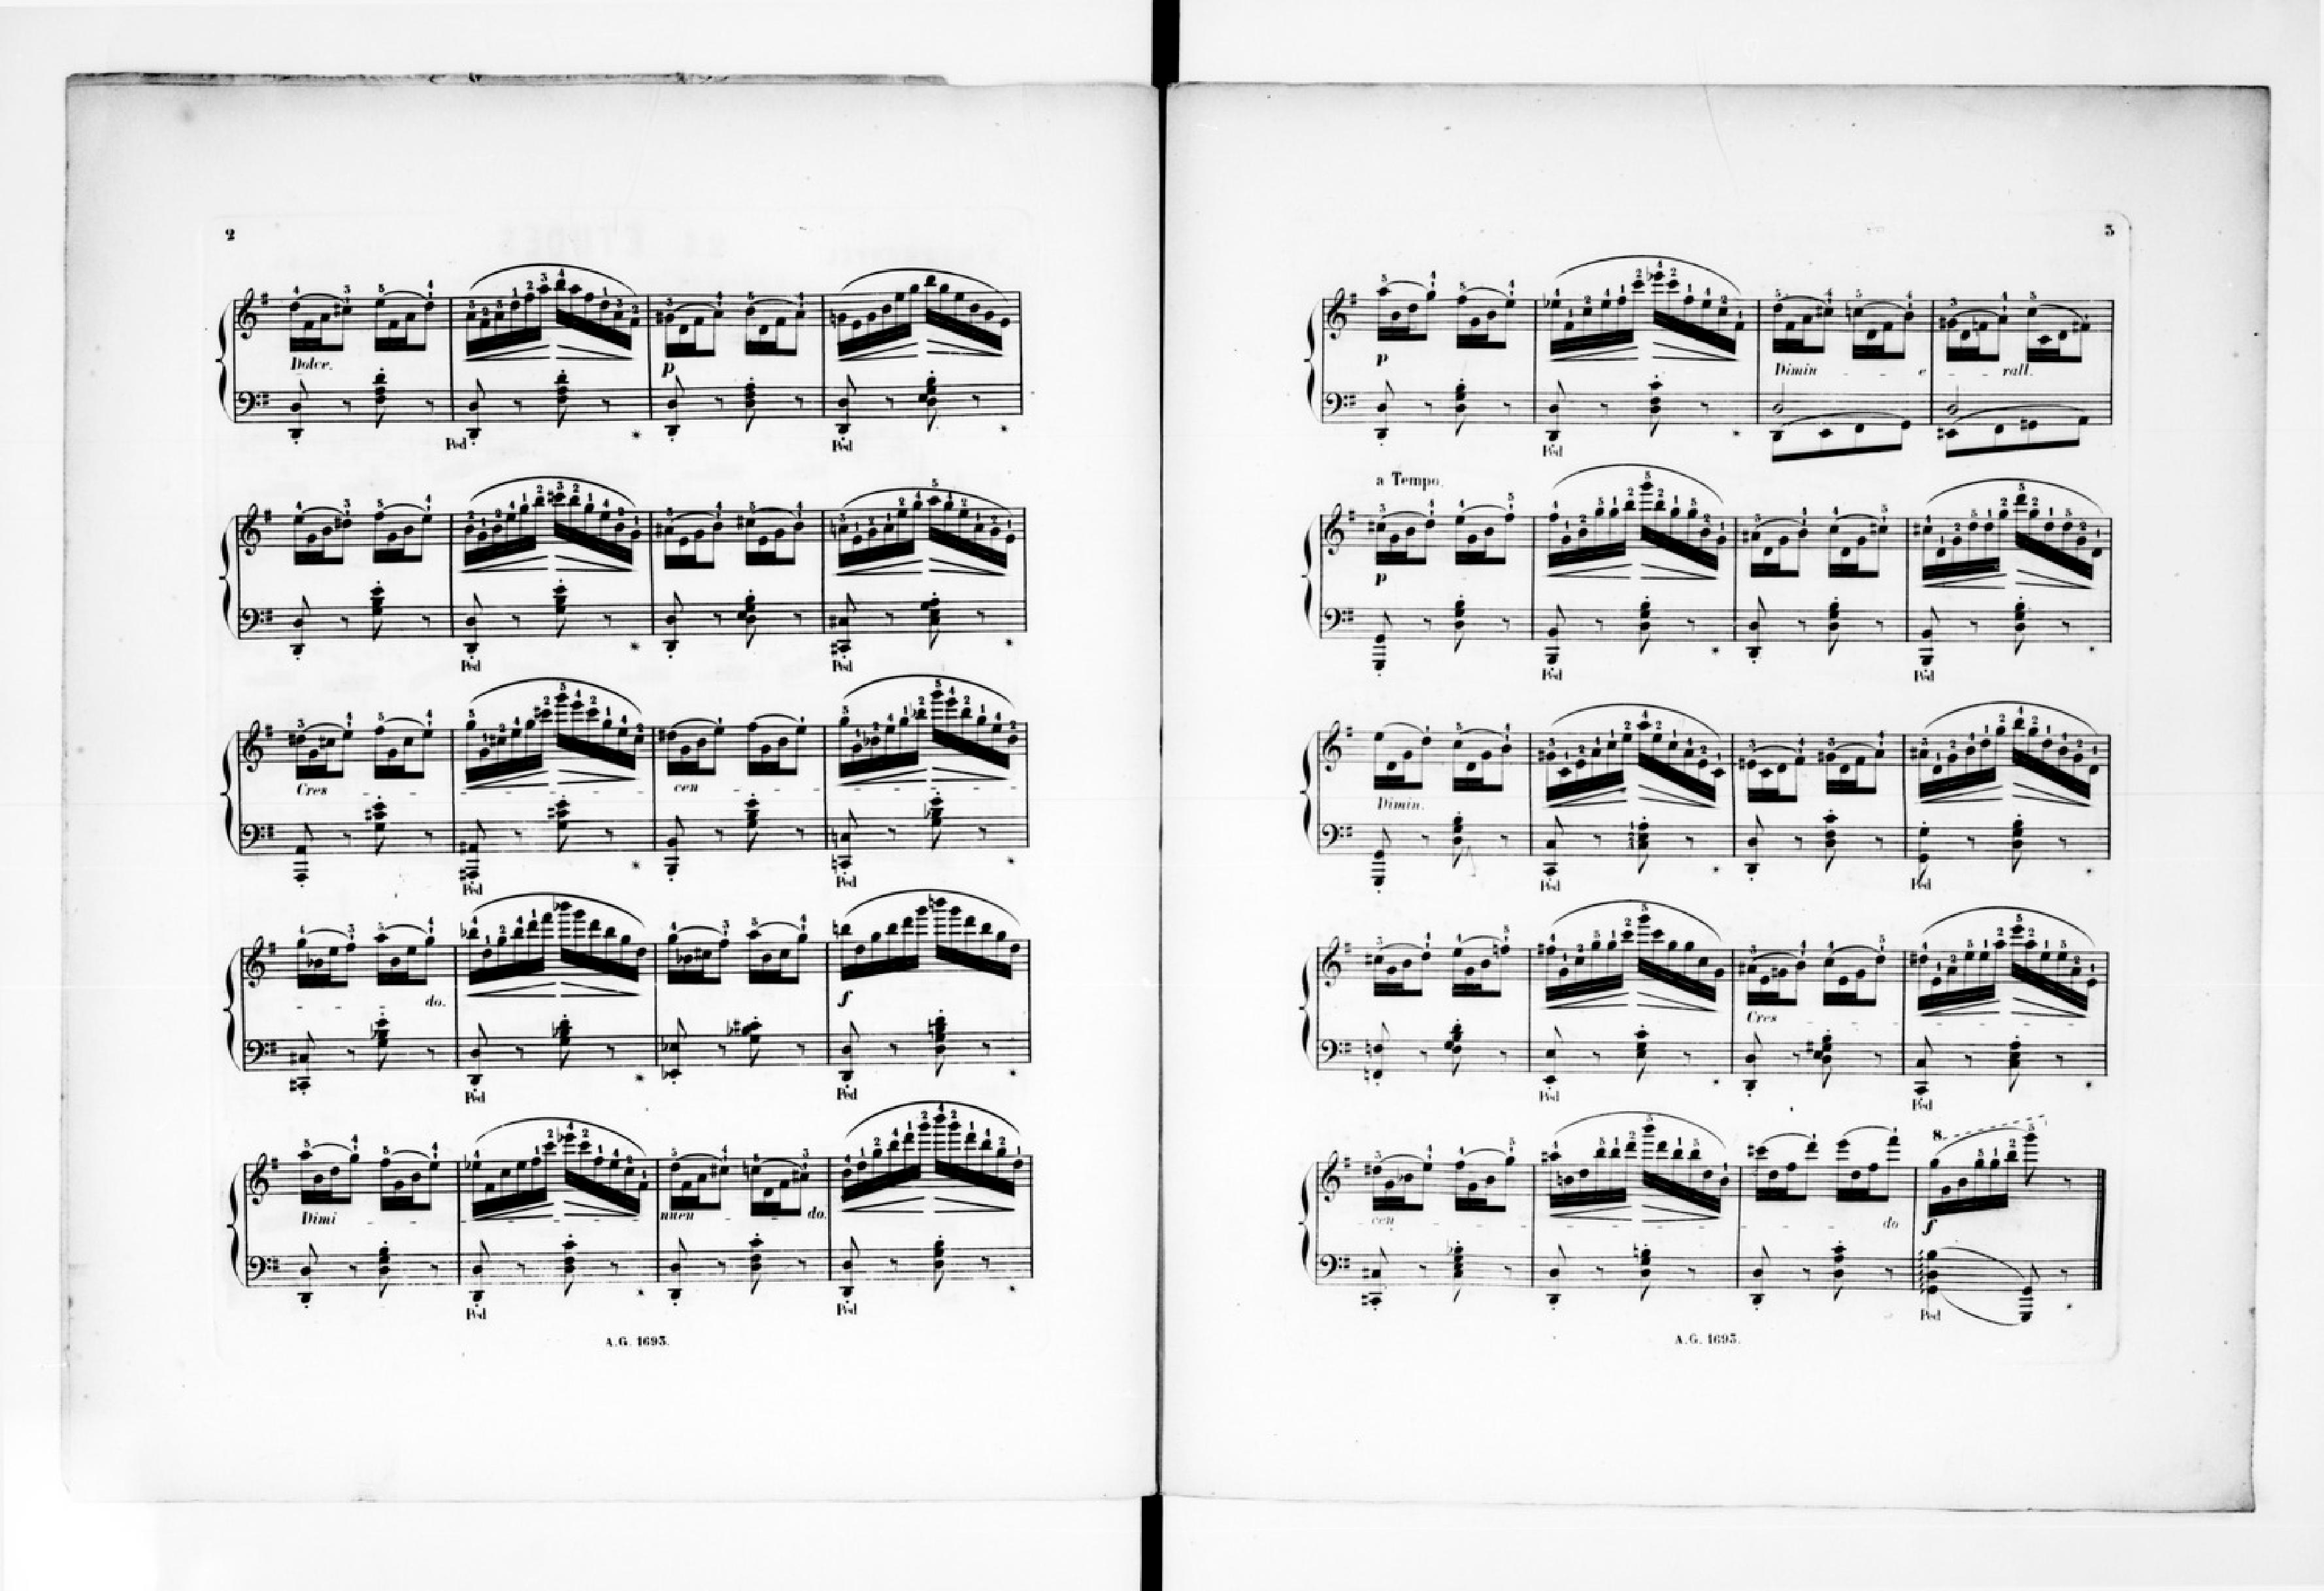 2
Dolce. p
Ped * Ped *
Ped * Ped *
Cres - cen -
Ped * Ped *
do. f
Ped * Ped *
Dimi - nuen - do.
Ped * Ped *
A.G. 1693.
3
p Dimin - e - rall.
Ped *
a Tempo.
p
Ped * Ped *
Dimin.
Ped * Ped *
Cres -
Ped * Ped *
8
cen - do f
Ped *
A.G. 1693.